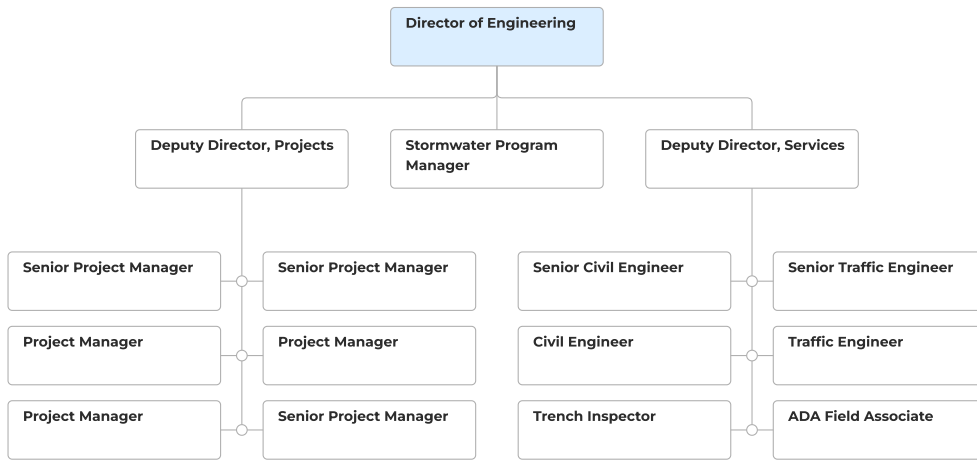 Director of Engineering
Deputy Director, Projects
Stormwater Program
Manager
Deputy Director, Services
Senior Project Manager
Senior Project Manager
Senior Civil Engineer
Senior Traffic Engineer
Project Manager
Project Manager
Civil Engineer
Traffic Engineer
Project Manager
Senior Project Manager
Trench Inspector
ADA Field Associate